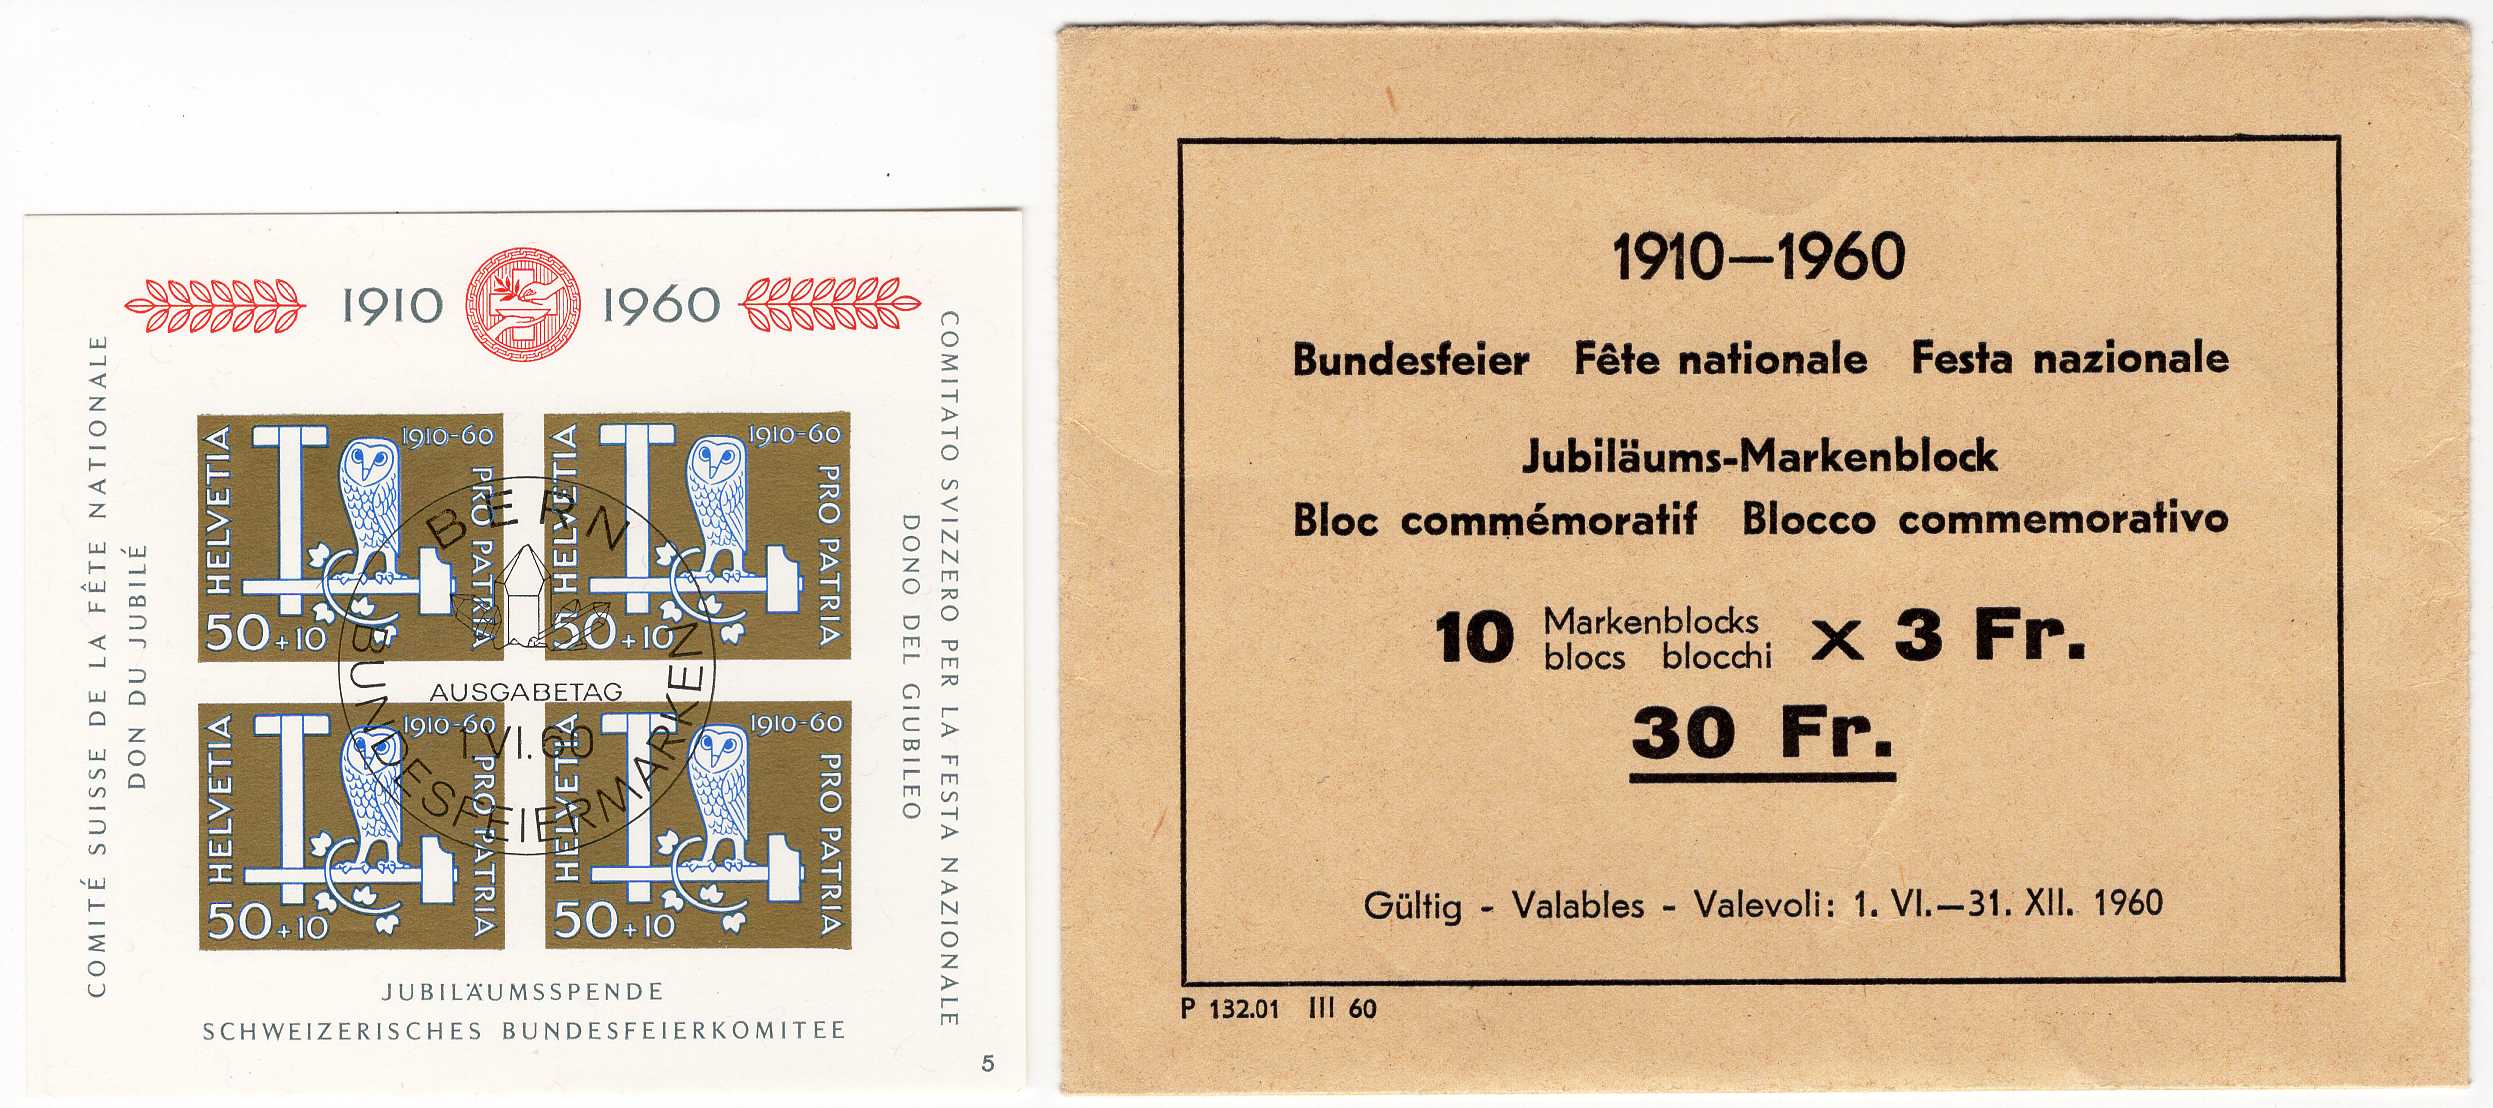 1910 1960
COMITÉ SUISSE DE LA FÊTE NATIONALE
DON DU JUBILÉ
COMITATO SVIZZERO PER LA FESTA NAZIONALE
DONO DEL GIUBILEO
HELVETIA
1910-60
PRO PATRIA
50+10
HELVETIA
1910-60
PRO PATRIA
50+10
BERN
AUSGABETAG
1.VI.60
BUNDESFEIERMARKEN
HELVETIA
1910-60
PRO PATRIA
50+10
HELVETIA
1910-60
PRO PATRIA
50+10
JUBILÄUMSSPENDE
SCHWEIZERISCHES BUNDESFEIERKOMITEE
5
1910—1960
Bundesfeier Fête nationale Festa nazionale
Jubiläums-Markenblock
Bloc commémoratif Blocco commemorativo
10 Markenblocks x 3 Fr.
blocs blocchi
30 Fr.
Gültig - Valables - Valevoli: 1. VI.—31. XII. 1960
P 132.01 III 60